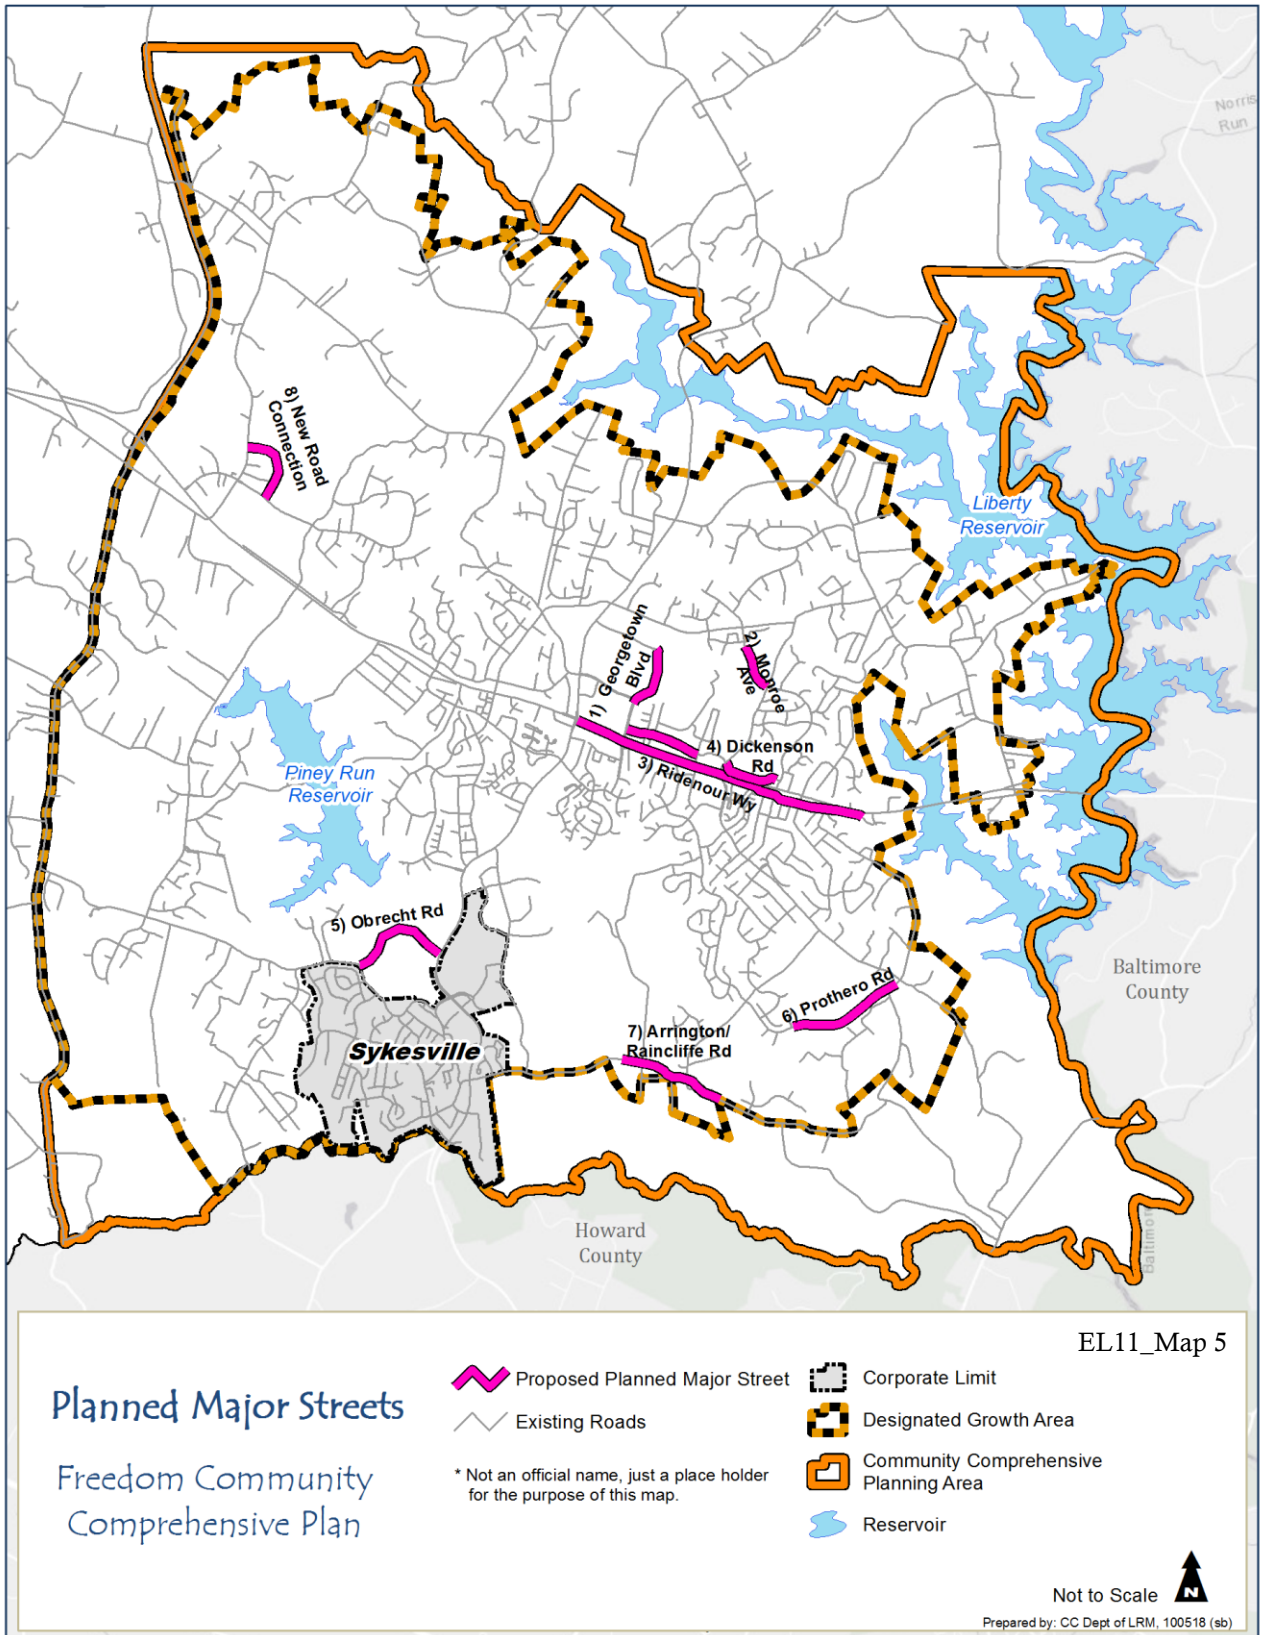 Norris
Run
8) New Road
Connection
Liberty
Reservoir
1) Georgetown
Blvd
2) Monroe
Ave
4) Dickenson
Rd
3) Ridenour Wy
Piney Run
Reservoir
5) Obrecht Rd
Baltimore
County
6) Prothero Rd
7) Arrington/
Raincliffe Rd
Sykesville
Howard
County
Baltimore
EL11_Map 5
Planned Major Streets
Freedom Community
Comprehensive Plan
Proposed Planned Major Street
Existing Roads
* Not an official name, just a place holder
for the purpose of this map.
Corporate Limit
Designated Growth Area
Community Comprehensive
Planning Area
Reservoir
Not to Scale
N
Prepared by: CC Dept of LRM, 100518 (sb)